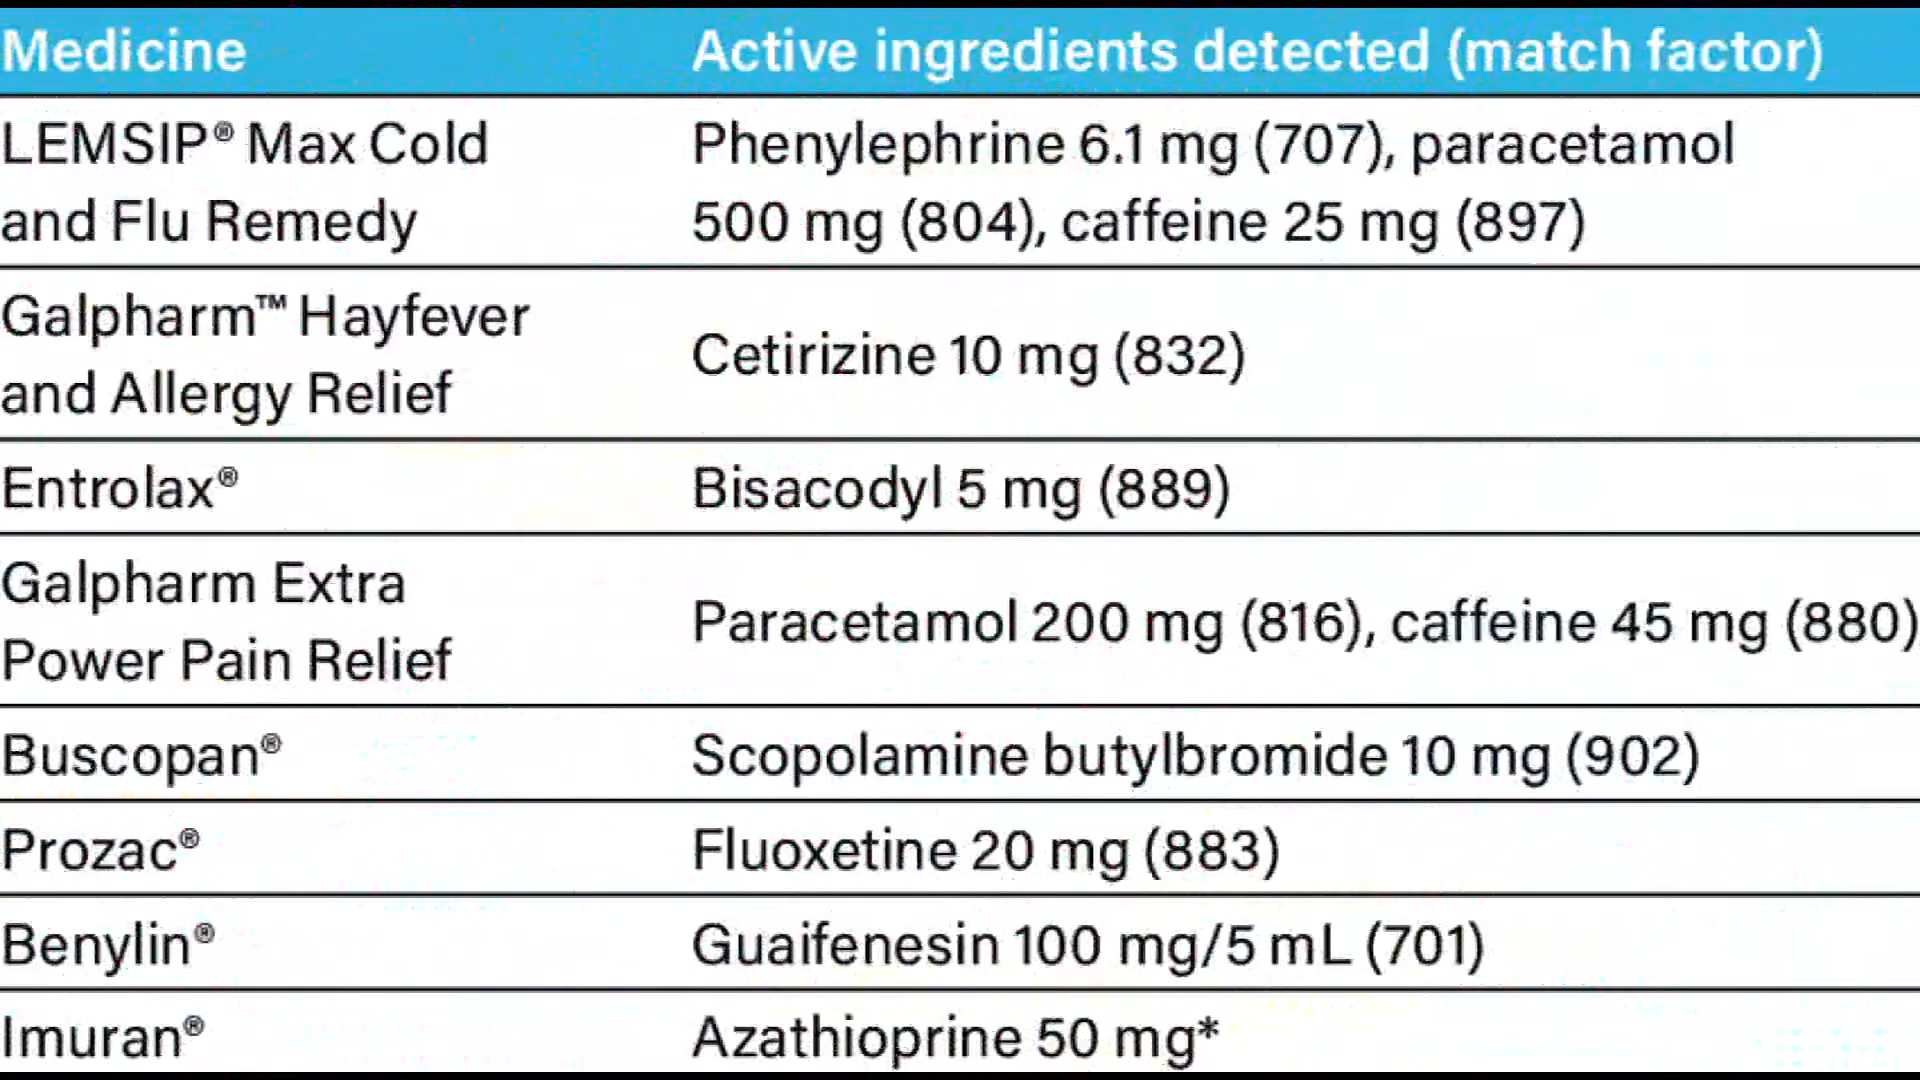 Medicine Active ingredients detected (match factor)
LEMSIP® Max Cold Phenylephrine 6.1 mg (707), paracetamol
and Flu Remedy 500 mg (804), caffeine 25 mg (897)
Galpharm™ Hayfever
and Allergy Relief
Cetirizine 10 mg (832)
Entrolax® Bisacodyl 5 mg (889)
Galpharm Extra
Power Pain Relief
Paracetamol 200 mg (816), caffeine 45 mg (880)
Buscopan® Scopolamine butylbromide 10 mg (902)
Prozac® Fluoxetine 20 mg (883)
Benylin® Guaifenesin 100 mg/5 mL (701)
Imuran® Azathioprine 50 mg*